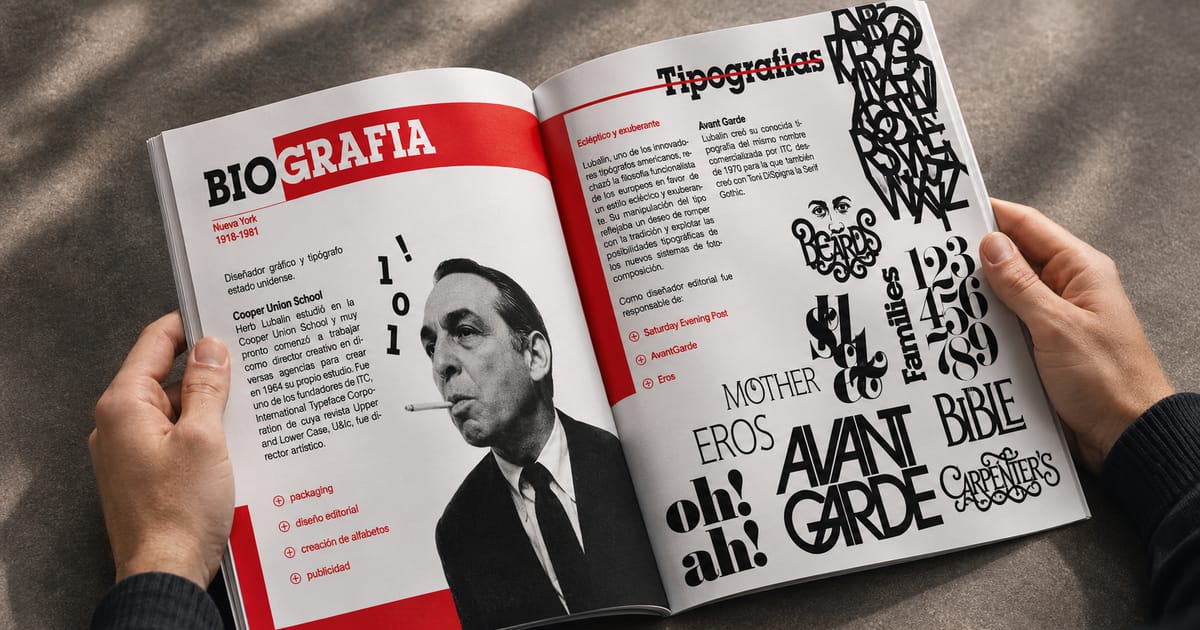 BIOGRAFIA
Nueva York
1918-1981
Diseñador gráfico y tipógrafo
estado unidense.
Cooper Union School
Herb Lubalin estudió en la
Cooper Union School y muy
pronto comenzó a trabajar
como director creativo en di-
versas agencias para crear
en 1964 su propio estudio. Fue
uno de los fundadores de ITC,
International Typeface Corpo-
ration de cuya revista Upper
and Lower Case, U&lc, fue di-
rector artístico.
packaging
diseño editorial
creación de alfabetos
publicidad
!
1
o
1
Tipografias
Ecléptico y exuberante
Lubalin, uno de los innovado-
res tipógrafos americanos, re-
chazó la filosofía funcionalista
de los europeos en favor de
un estilo ecléctico y exuberan-
te. Su manipulación del tipo
reflejaba un deseo de romper
con la tradición y explotar las
posibilidades tipográficas de
los nuevos sistemas de foto-
composición.
Como diseñador editorial fue
responsable de:
Saturday Evening Post
AvantGarde
Eros
Avant Garde
Lubalin creó su conocida ti-
pografía del mismo nombre
comercializada por ITC des-
de 1970 para la que también
creó con Toni DiSpigna la Serif
Gothic.
BEARDS
Families
123
456
789
MOTHER
EROS
oh!
ah!
AVANT
GARDE
BIBLE
CARPENTER'S